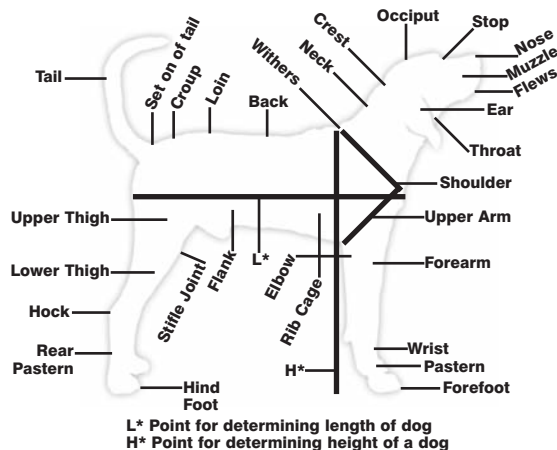 Occiput
Stop
Crest
Nose
Neck
Muzzle
Withers
Flews
Tail
Set on of tail
Croup
Loin
Back
Ear
Throat
Shoulder
Upper Thigh
Upper Arm
Flank
L*
Elbow
Rib Cage
Stifle Joint
Forearm
Lower Thigh
Hock
Rear
Pastern
Wrist
Pastern
H*
Hind
Foot
Forefoot
L* Point for determining length of dog
H* Point for determining height of a dog